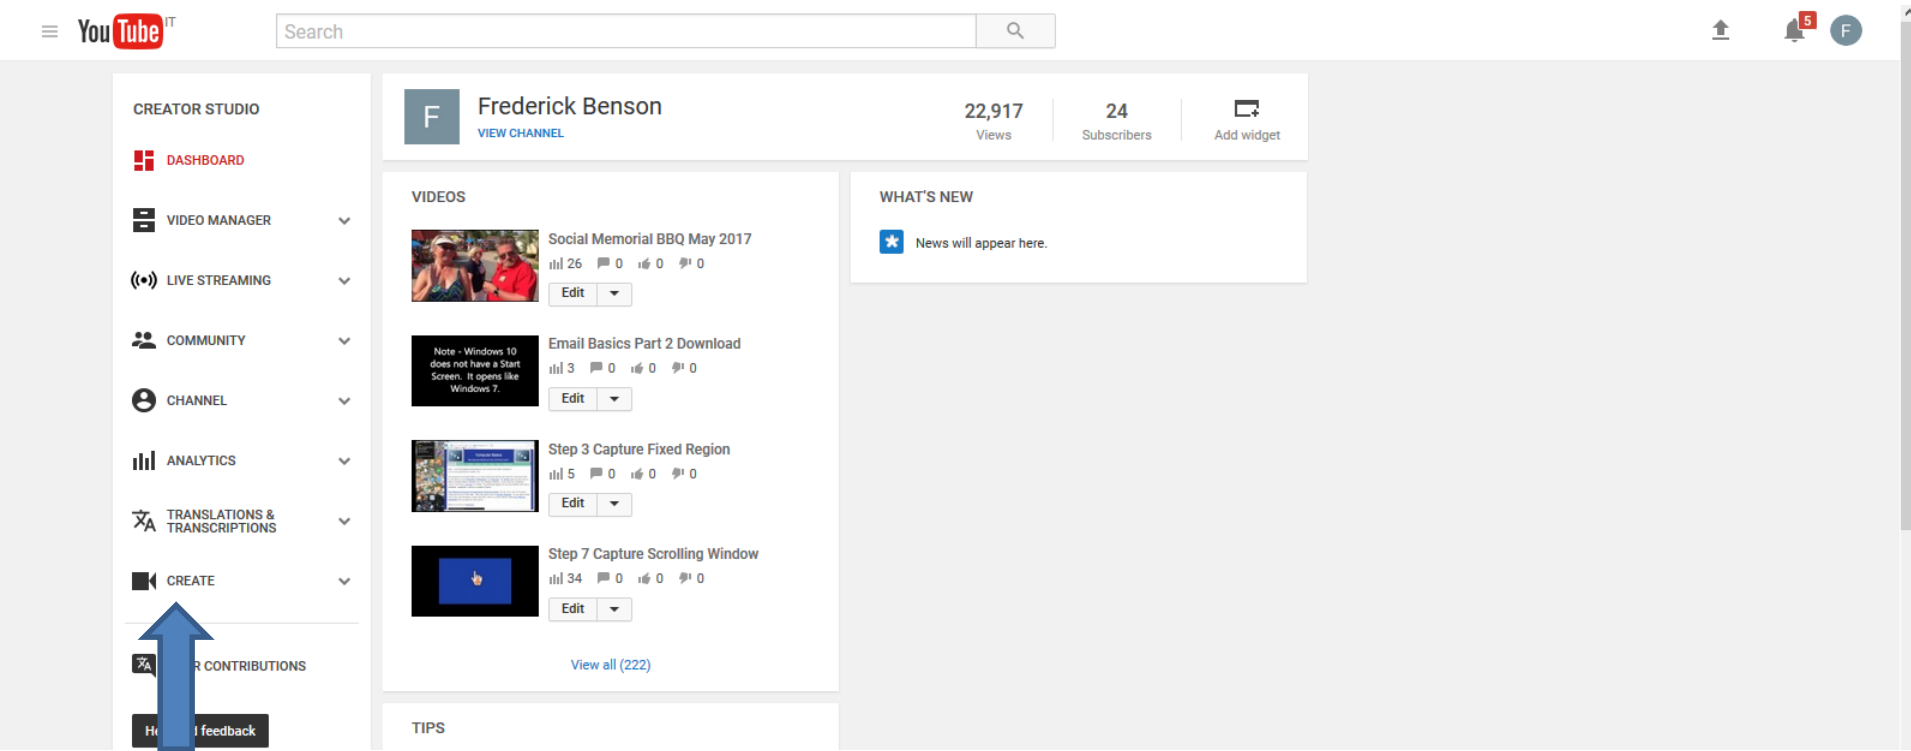 YouTube IT
Search
5
F
CREATOR STUDIO
DASHBOARD
VIDEO MANAGER
LIVE STREAMING
COMMUNITY
CHANNEL
ANALYTICS
TRANSLATIONS &
TRANSCRIPTIONS
CREATE
CONTRIBUTIONS
feedback
F
Frederick Benson
VIEW CHANNEL
22,917
Views
24
Subscribers
Add widget
VIDEOS
Social Memorial BBQ May 2017
26 0 0 0
Edit
Note - Windows 10
does not have a Start
Screen. It opens like
Windows 7.
Email Basics Part 2 Download
3 0 0 0
Edit
Step 3 Capture Fixed Region
5 0 0 0
Edit
Step 7 Capture Scrolling Window
34 0 0 0
Edit
View all (222)
TIPS
WHAT'S NEW
News will appear here.